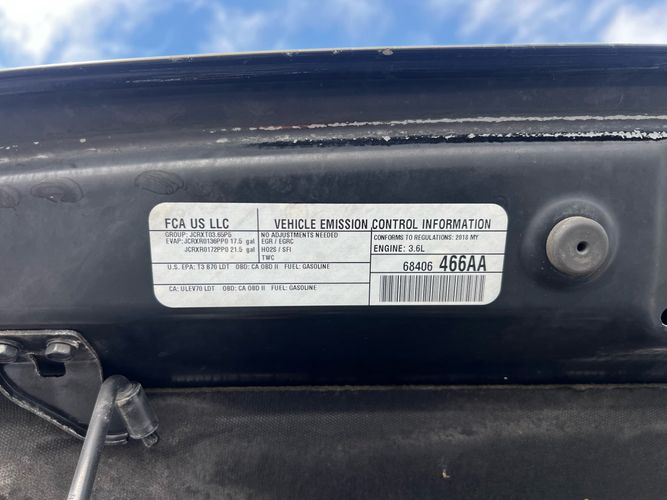 FCA US LLC
GROUP: JCRXT03.65P5
EVAP: JCRXR0136PP0 17.5 gal
JCRXR0172PP0 21.5 gal
U.S. EPA: T3 B70 LDT OBD: CA OBD II FUEL: GASOLINE
CA: ULEV70 LDT OBD: CA OBD II FUEL: GASOLINE
VEHICLE EMISSION CONTROL INFORMATION
NO ADJUSTMENTS NEEDED
EGR / EGRC
HO2S / SFI
TWC
CONFORMS TO REGULATIONS: 2018 MY
ENGINE: 3.6L
68406 466AA